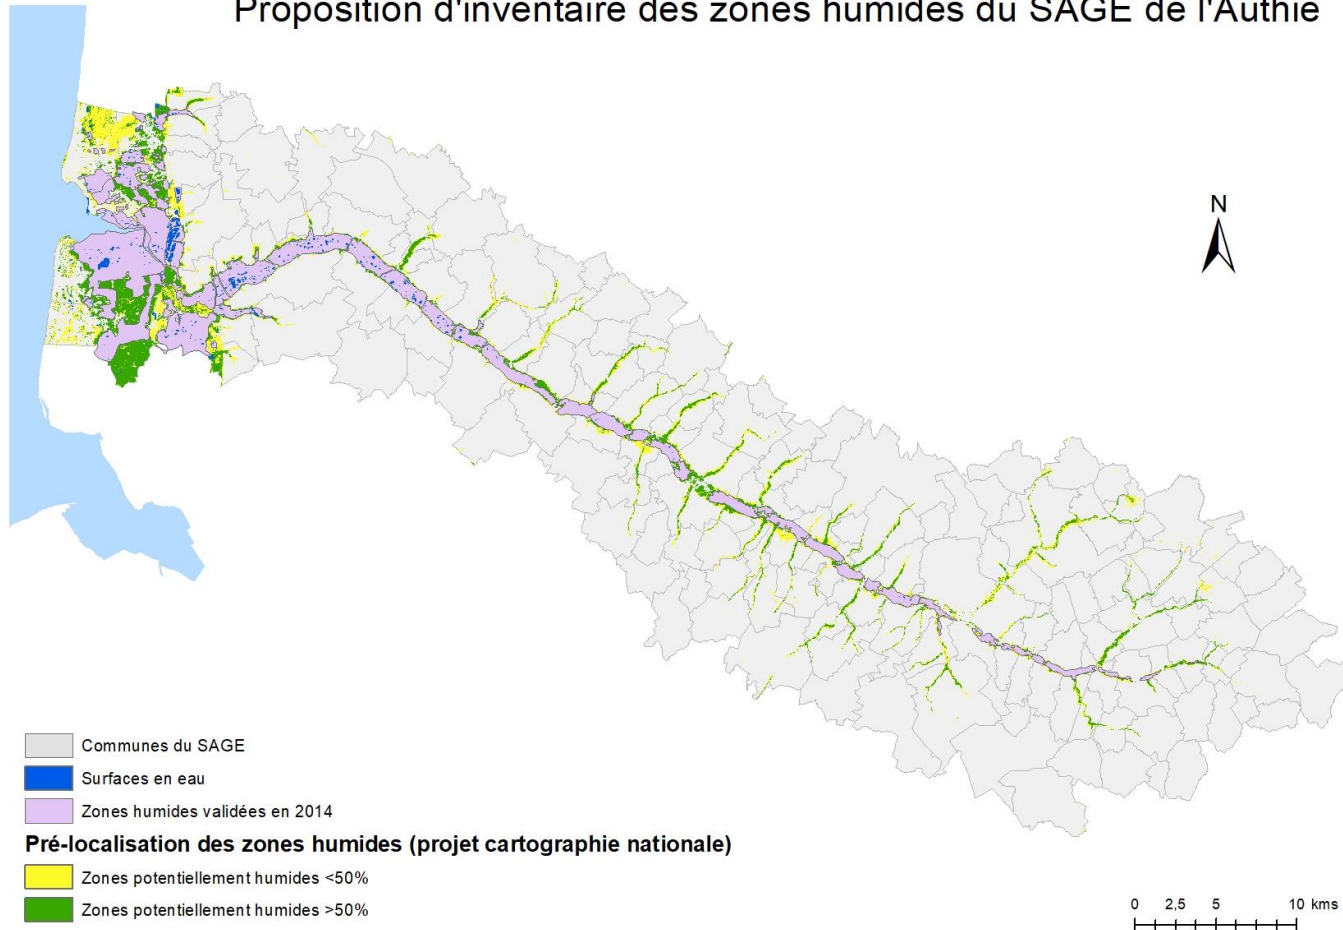 Proposition d'inventaire des zones humides du SAGE de l'Authie
N
Communes du SAGE
Surfaces en eau
Zones humides validées en 2014
Pré-localisation des zones humides (projet cartographie nationale)
Zones potentiellement humides <50%
Zones potentiellement humides >50%
0 2,5 5 10 kms